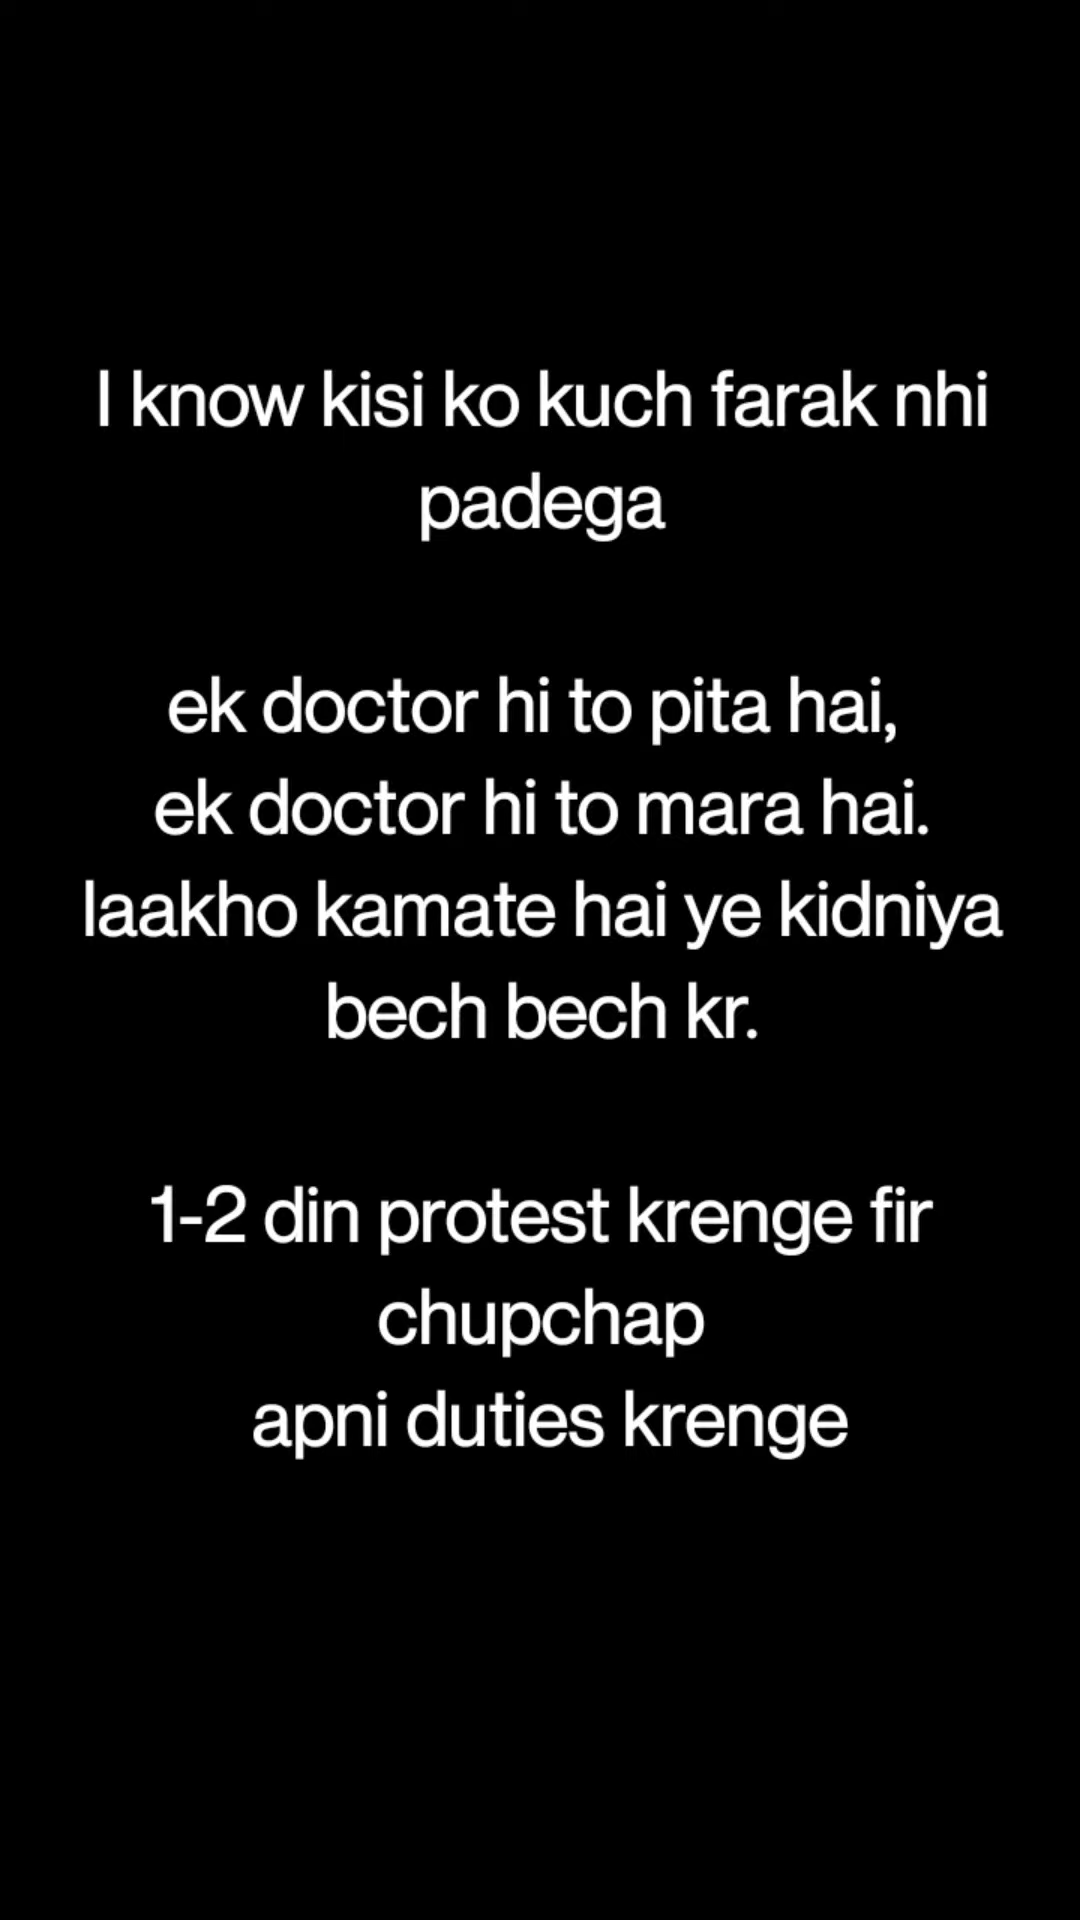 I know kisi ko kuch farak nhi
padega
ek doctor hi to pita hai,
ek doctor hi to mara hai.
laakho kamate hai ye kidniya
bech bech kr.
1-2 din protest krenge fir
chupchap
apni duties krenge